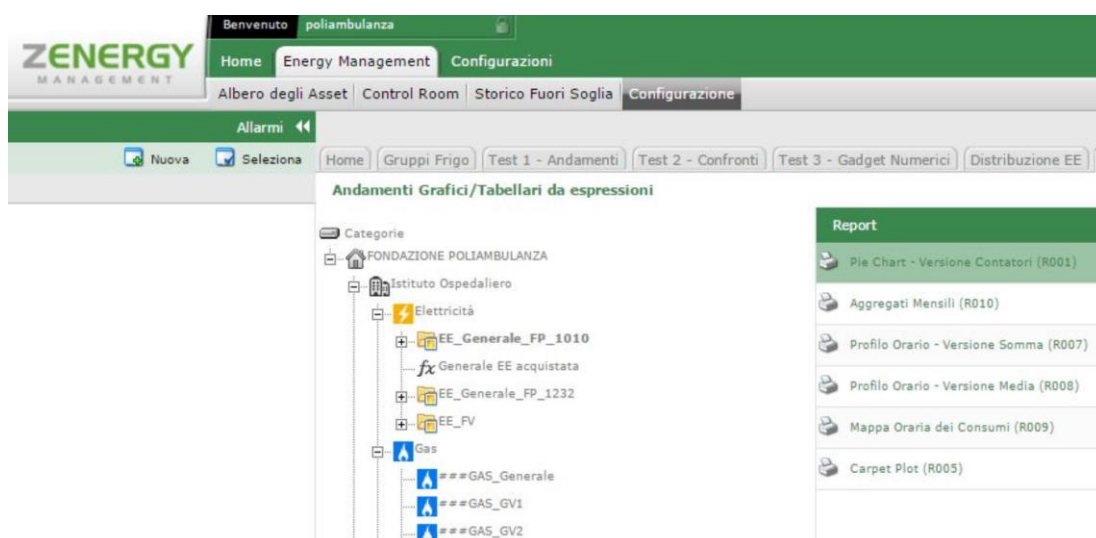 Benvenuto poliambulanza
ZENERGY
MANAGEMENT
Home Energy Management Configurazioni
Albero degli Asset Control Room Storico Fuori Soglia Configurazione
Allarmi
Nuova Seleziona
Home Gruppi Frigo Test 1 - Andamenti Test 2 - Confronti Test 3 - Gadget Numerici Distribuzione EE
Andamenti Grafici/Tabellari da espressioni
Categorie
FONDAZIONE POLIAMBULANZA
Istituto Ospedaliero
Elettricità
EE_Generale_FP_1010
fx Generale EE acquistata
EE_Generale_FP_1232
EE_FV
Gas
===GAS_Generale
===GAS_GV1
===GAS_GV2
Report
Pie Chart - Versione Contatori (R001)
Aggregati Mensili (R010)
Profilo Orario - Versione Somma (R007)
Profilo Orario - Versione Media (R008)
Mappa Oraria dei Consumi (R009)
Carpet Plot (R005)